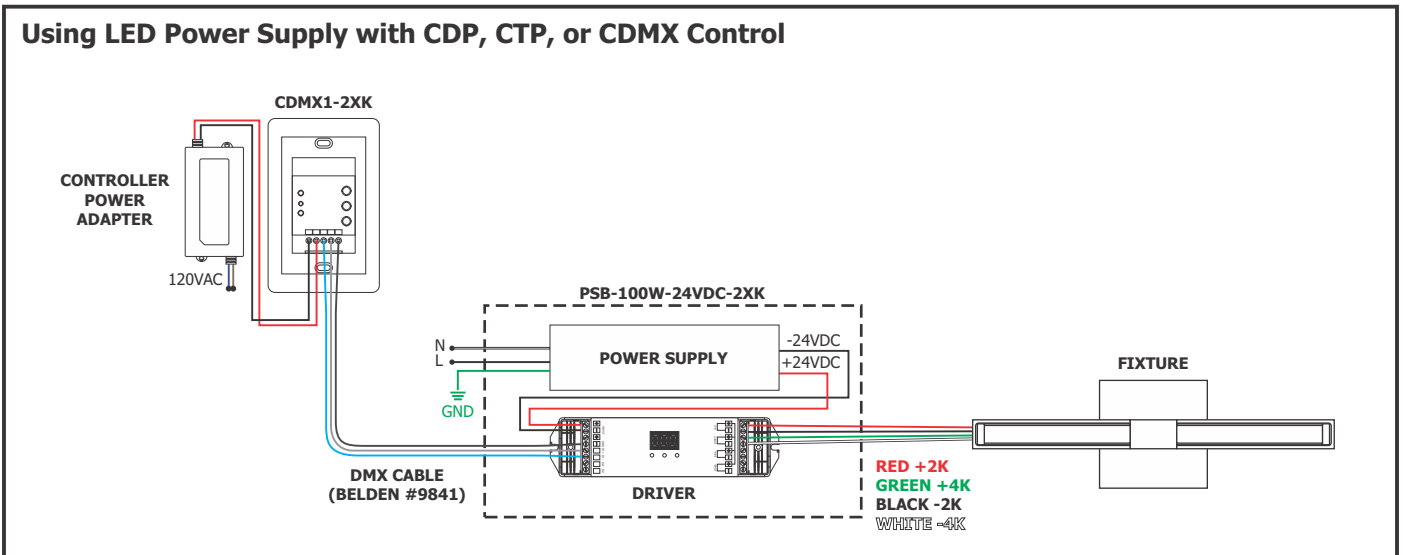 Using LED Power Supply with CDP, CTP, or CDMX Control
CDMX1-2XK
CONTROLLER
POWER
ADAPTER
120VAC
PSB-100W-24VDC-2XK
N
L
GND
POWER SUPPLY
-24VDC
+24VDC
FIXTURE
DMX CABLE
(BELDEN #9841)
DRIVER
RED +2K
GREEN +4K
BLACK -2K
WHITE -4K